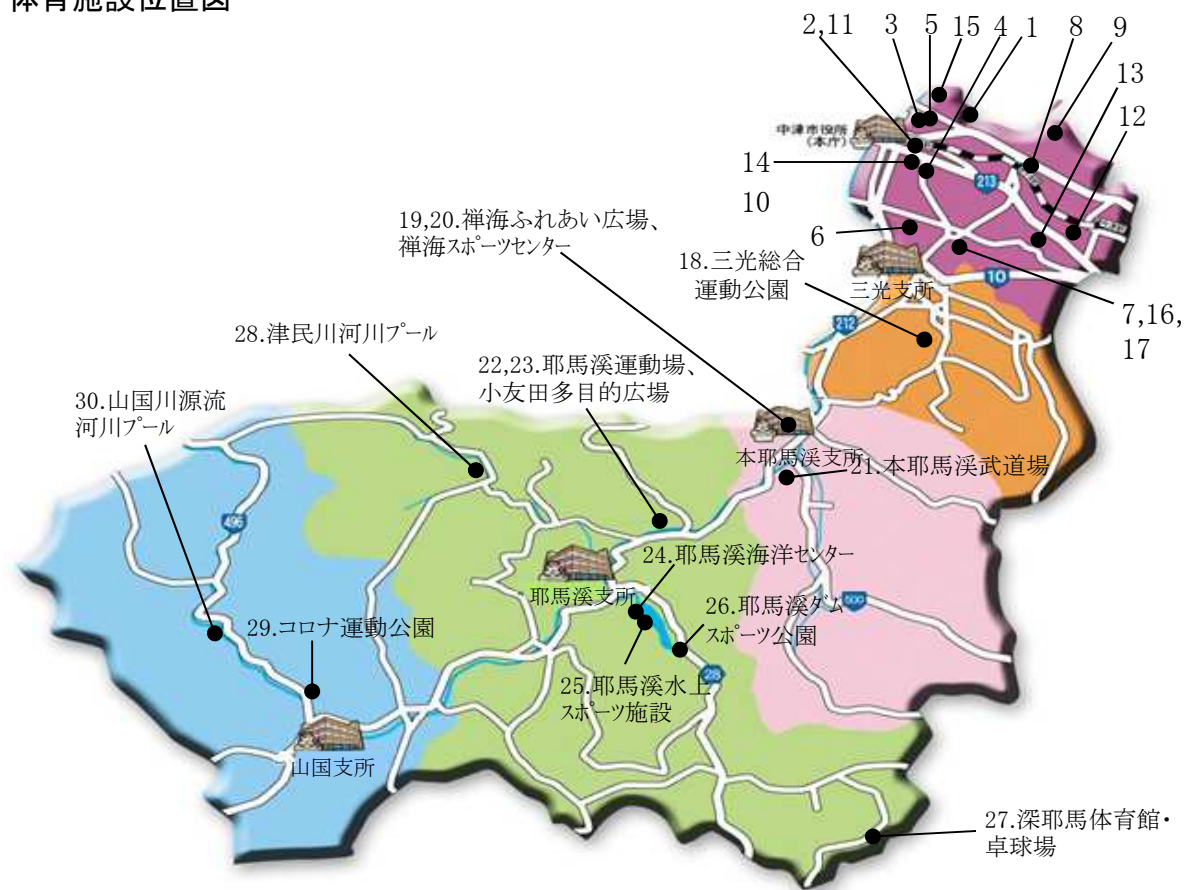 体育施設位置図
2,11
3
5
15
4
1
8
9
13
12
中津市役所
(本庁)
14
10
213
6
19,20.禅海ふれあい広場、
禅海スポーツセンター
18.三光総合
運動公園
三光支所
10
7,16,
17
212
28.津民川河川プール
22,23.耶馬溪運動場、
小友田多目的広場
30.山国川源流
河川プール
本耶馬溪支所
21.本耶馬溪武道場
496
24.耶馬溪海洋センター
耶馬溪支所
26.耶馬溪ダム
スポーツ公園
500
29.コロナ運動公園
28
25.耶馬溪水上
スポーツ施設
山国支所
27.深耶馬体育館・
卓球場